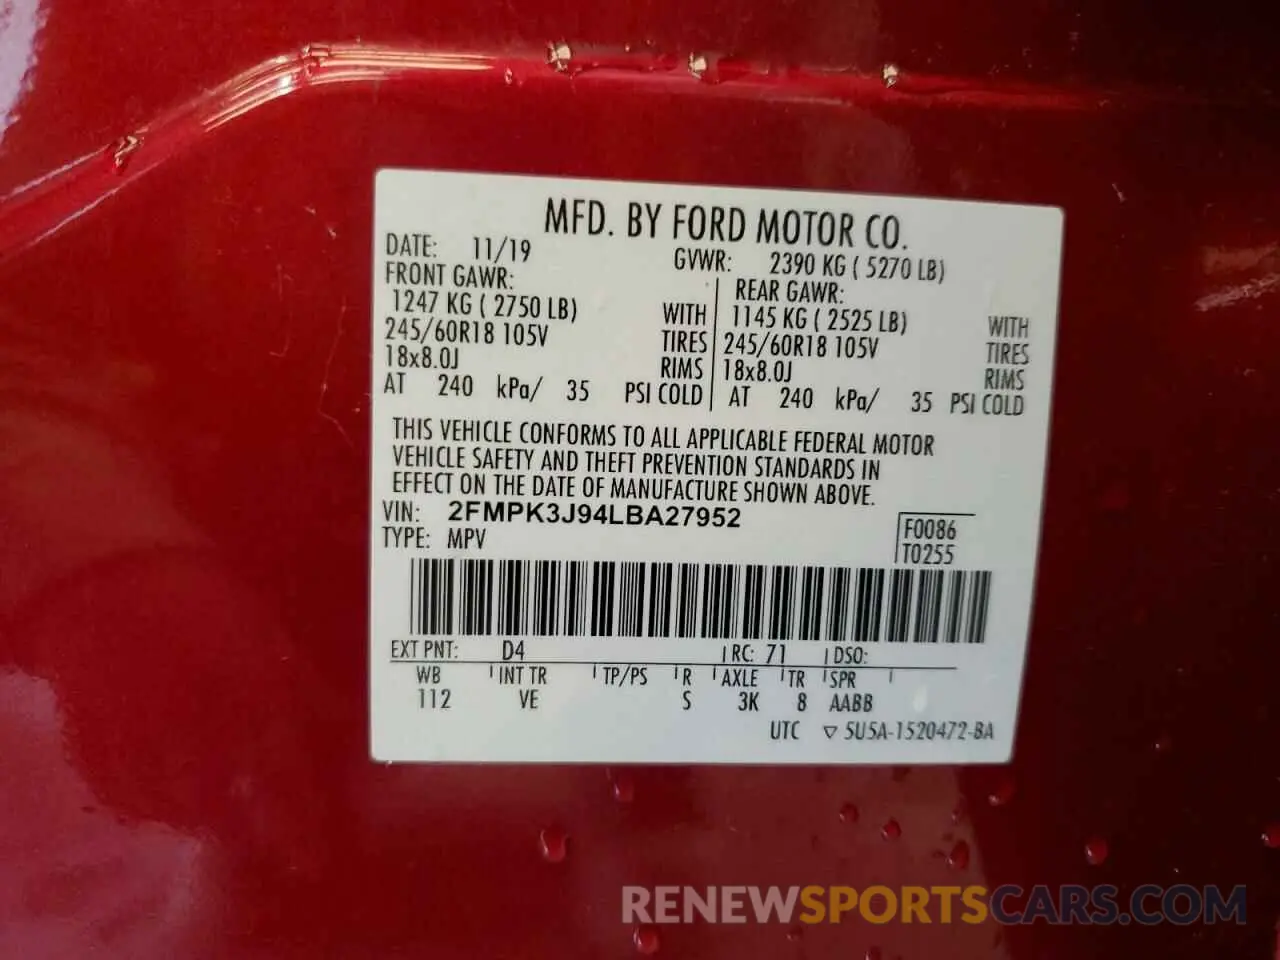 MFD. BY FORD MOTOR CO.
DATE: 11/19 GVWR: 2390 KG ( 5270 LB)
FRONT GAWR: REAR GAWR:
1247 KG ( 2750 LB) WITH 1145 KG ( 2525 LB) WITH
245/60R18 105V TIRES 245/60R18 105V TIRES
18x8.0J RIMS 18x8.0J RIMS
AT 240 kPa/ 35 PSI COLD AT 240 kPa/ 35 PSI COLD
THIS VEHICLE CONFORMS TO ALL APPLICABLE FEDERAL MOTOR
VEHICLE SAFETY AND THEFT PREVENTION STANDARDS IN
EFFECT ON THE DATE OF MANUFACTURE SHOWN ABOVE.
VIN: 2FMPK3J94LBA27952 F0086
TYPE: MPV T0255
EXT PNT: D4 RC: 71 DSO:
WB INT TR TP/PS R AXLE TR SPR
112 VE S 3K 8 AABB
UTC ▽ 5U5A-1520472-BA
RENEWSPORTSCARS.COM